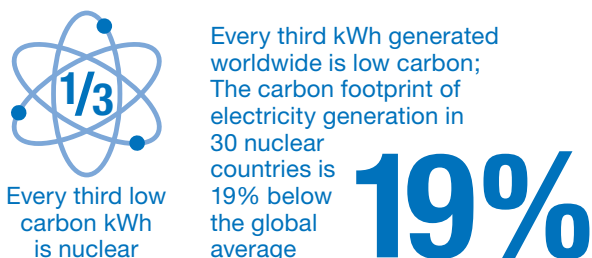 1/3
Every third low
carbon kWh
is nuclear
Every third kWh generated
worldwide is low carbon;
The carbon footprint of
electricity generation in
30 nuclear
countries is
19% below
the global
average
19%